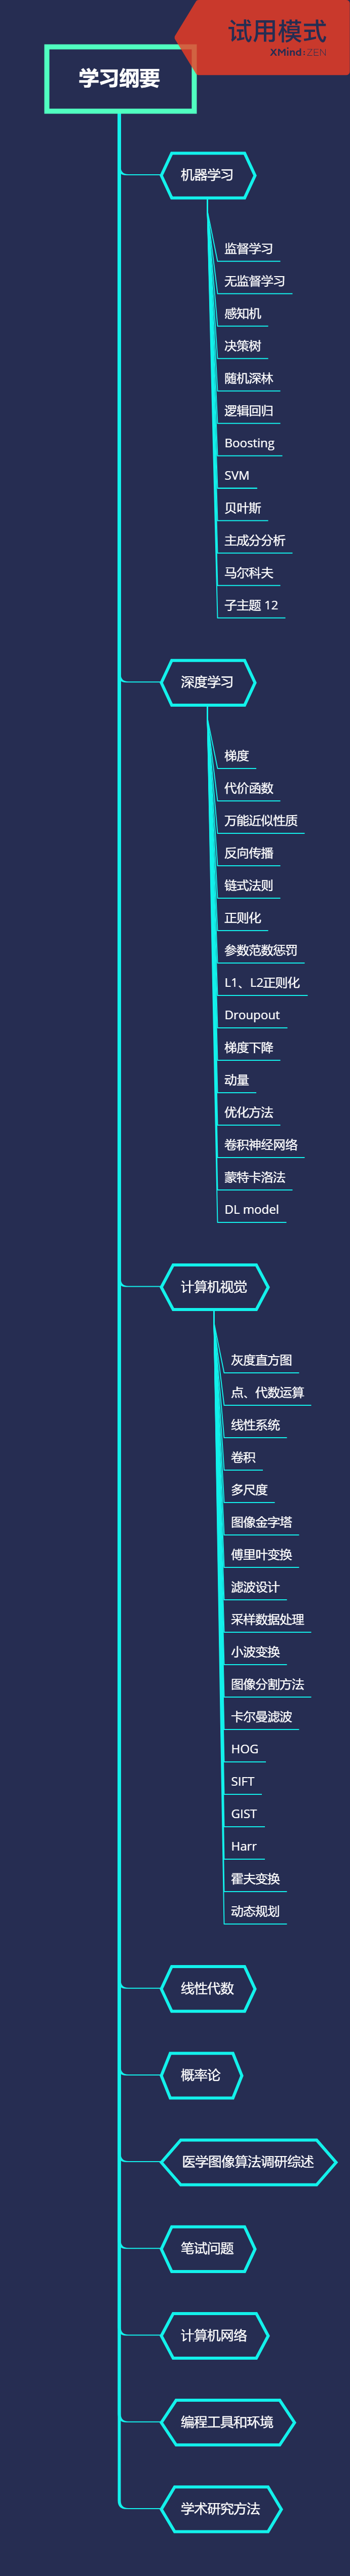 试用模式
XMind:ZEN
学习纲要
机器学习
监督学习
无监督学习
感知机
决策树
随机深林
逻辑回归
Boosting
SVM
贝叶斯
主成分分析
马尔科夫
子主题 12
深度学习
梯度
代价函数
万能近似性质
反向传播
链式法则
正则化
参数范数惩罚
L1、L2正则化
Droupout
梯度下降
动量
优化方法
卷积神经网络
蒙特卡洛法
DL model
计算机视觉
灰度直方图
点、代数运算
线性系统
卷积
多尺度
图像金字塔
傅里叶变换
滤波设计
采样数据处理
小波变换
图像分割方法
卡尔曼滤波
HOG
SIFT
GIST
Harr
霍夫变换
动态规划
线性代数
概率论
医学图像算法调研综述
笔试问题
计算机网络
编程工具和环境
学术研究方法